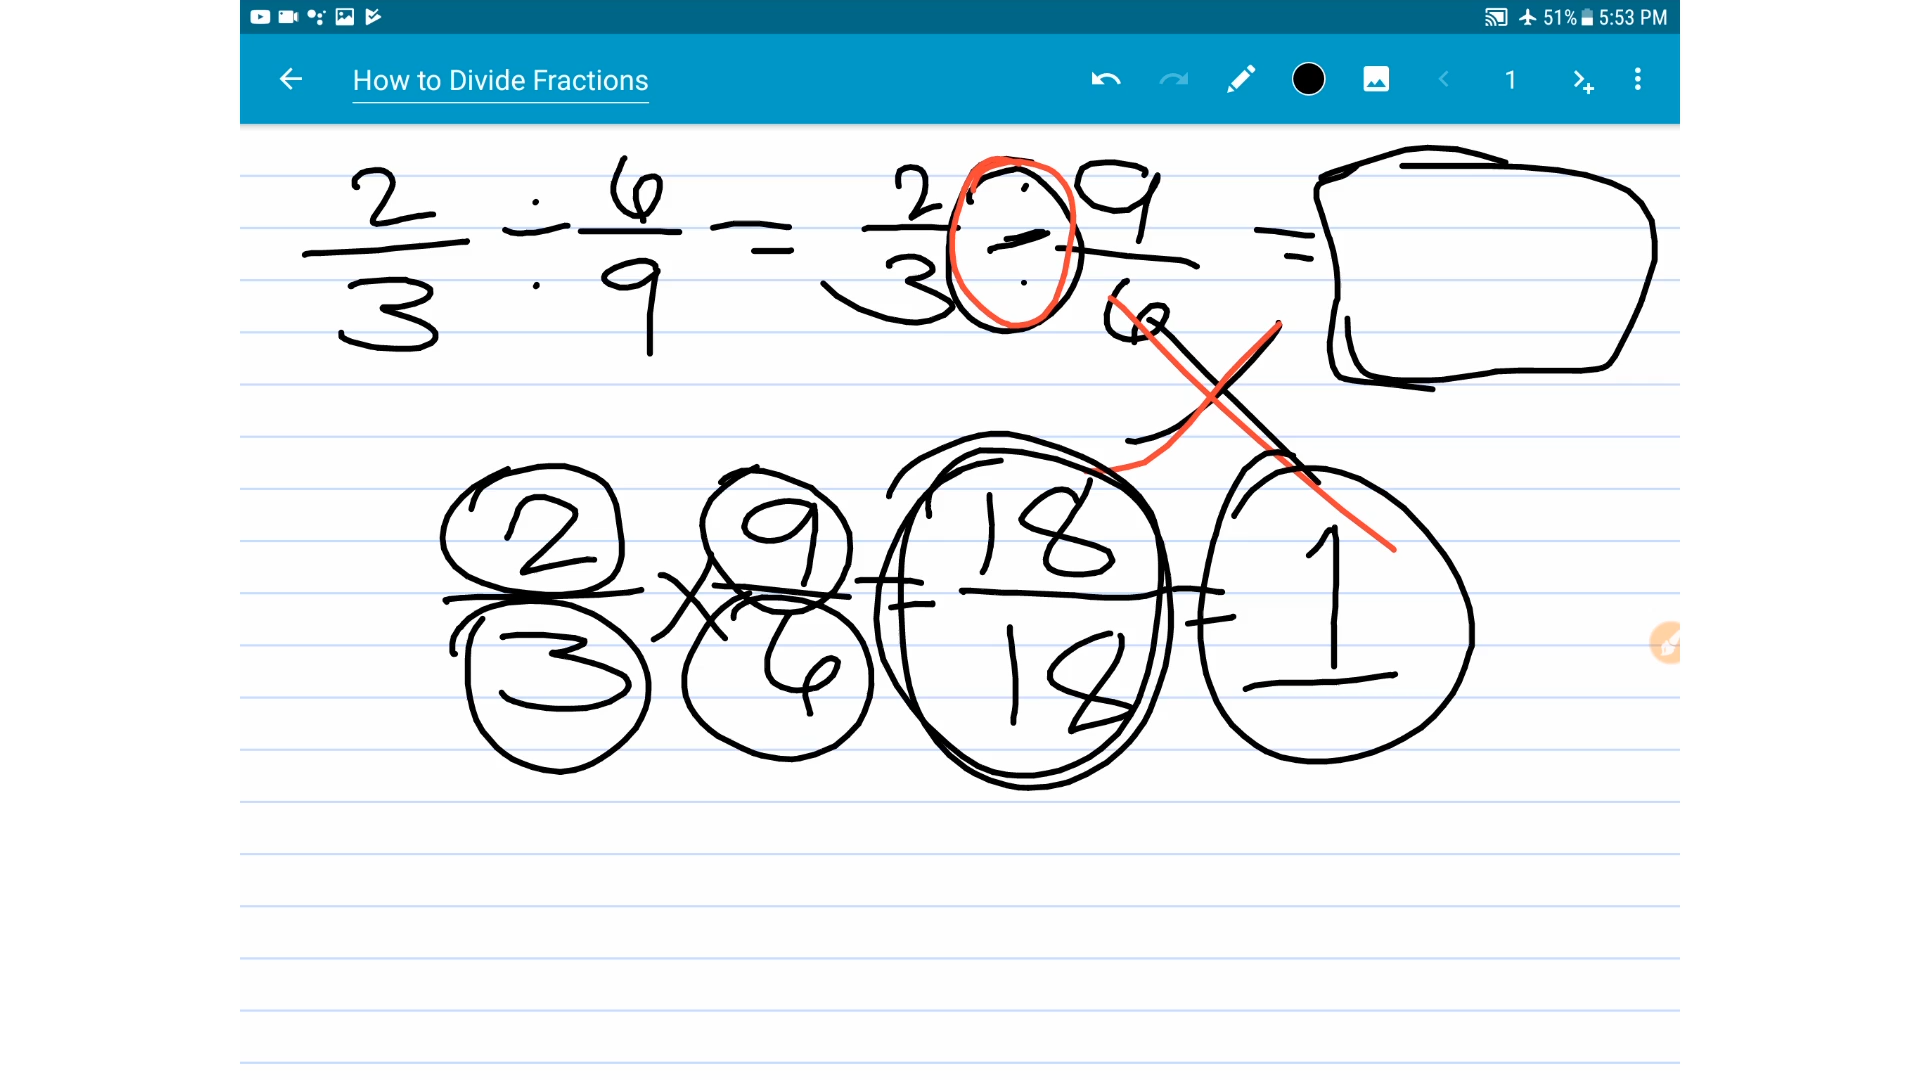 51% 5:53 PM
How to Divide Fractions 1
2/3 ÷ 6/9 = 2/3 ÷ 9/6 =
2/3 × 9/6 = 18/18 = 1